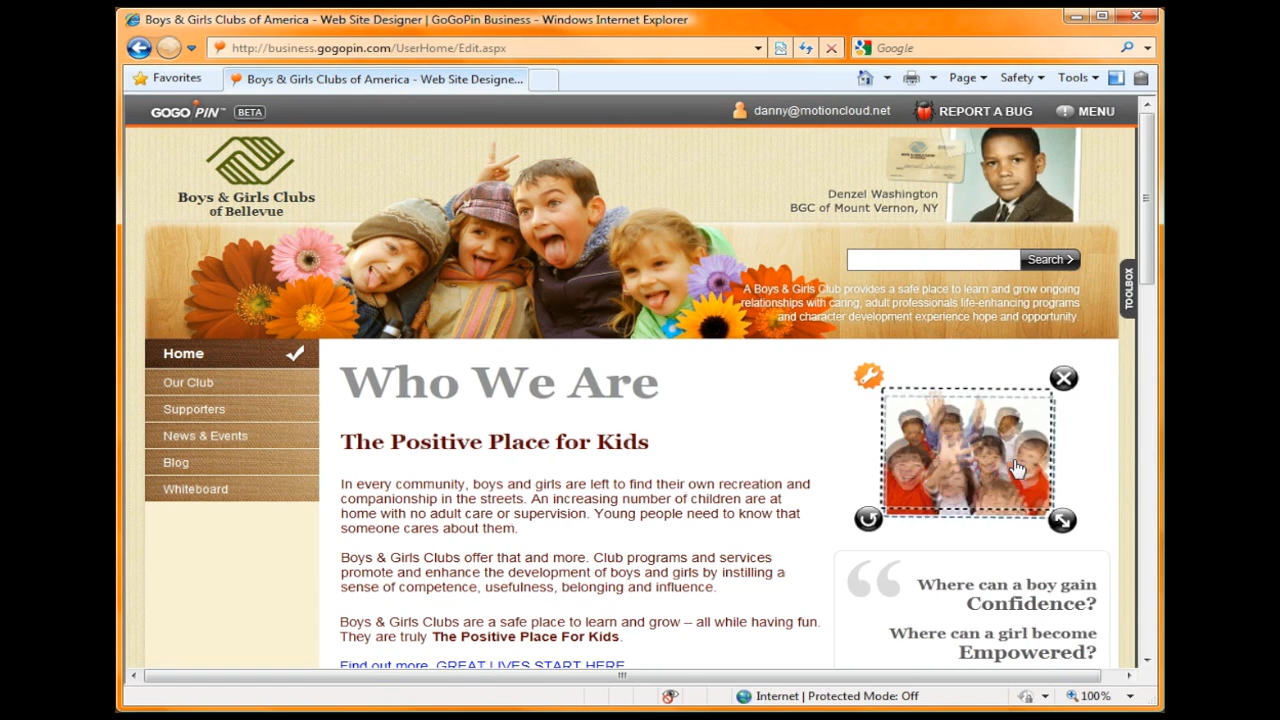 Boys & Girls Clubs of America - Web Site Designer | GoGoPin Business - Windows Internet Explorer
http://business.gogopin.com/UserHome/Edit.aspx
Google
Favorites
Boys & Girls Clubs of America - Web Site Designe...
Page
Safety
Tools
GOGO PIN™ BETA
danny@motioncloud.net
REPORT A BUG
MENU
Boys & Girls Clubs
of Bellevue
Denzel Washington
BGC of Mount Vernon, NY
Search >
TOOLBOX
A Boys & Girls Club provides a safe place to learn and grow ongoing
relationships with caring, adult professionals life-enhancing programs
and character development experience hope and opportunity.
Home
Our Club
Supporters
News & Events
Blog
Whiteboard
Who We Are
The Positive Place for Kids
In every community, boys and girls are left to find their own recreation and
companionship in the streets. An increasing number of children are at
home with no adult care or supervision. Young people need to know that
someone cares about them.
Boys & Girls Clubs offer that and more. Club programs and services
promote and enhance the development of boys and girls by instilling a
sense of competence, usefulness, belonging and influence.
Boys & Girls Clubs are a safe place to learn and grow – all while having fun.
They are truly The Positive Place For Kids.
Find out more. GREAT LIVES START HERE
Where can a boy gain
Confidence?
Where can a girl become
Empowered?
Internet | Protected Mode: Off
100%